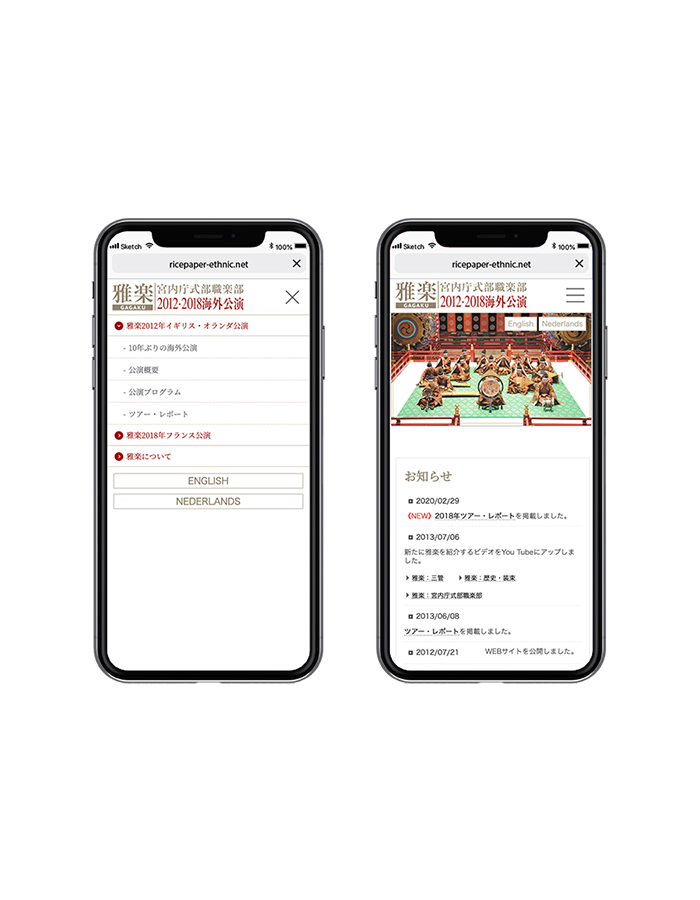 Sketch 100%
ricepaper-ethnic.net
雅楽
GAGAKU
宮内庁式部職楽部
2012-2018海外公演
雅楽2012年イギリス・オランダ公演
- 10年ぶりの海外公演
- 公演概要
- 公演プログラム
- ツアー・レポート
雅楽2018年フランス公演
雅楽について
ENGLISH
NEDERLANDS
Sketch 100%
ricepaper-ethnic.net
雅楽
GAGAKU
宮内庁式部職楽部
2012-2018海外公演
English Nederlands
お知らせ
2020/02/29
《NEW》2018年ツアー・レポートを掲載しました。
2013/07/06
新たに雅楽を紹介するビデオをYou Tubeにアップしま
した。
雅楽：三管 雅楽：歴史・装束
雅楽：宮内庁式部職楽部
2013/06/08
ツアー・レポートを掲載しました。
2012/07/21 WEBサイトを公開しました。